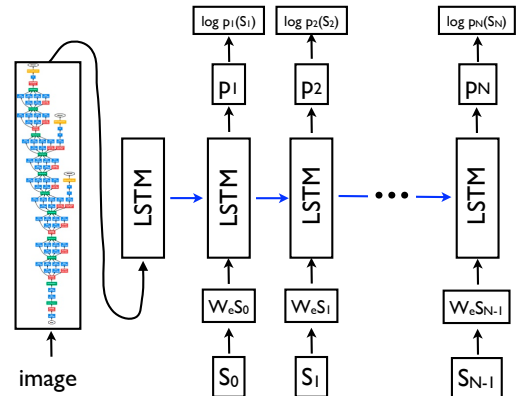 log p1(S1) log p2(S2) log pN(SN)
p1 p2 pN
LSTM LSTM LSTM LSTM
WeS0 WeS1 WeSN-1
image S0 S1 SN-1